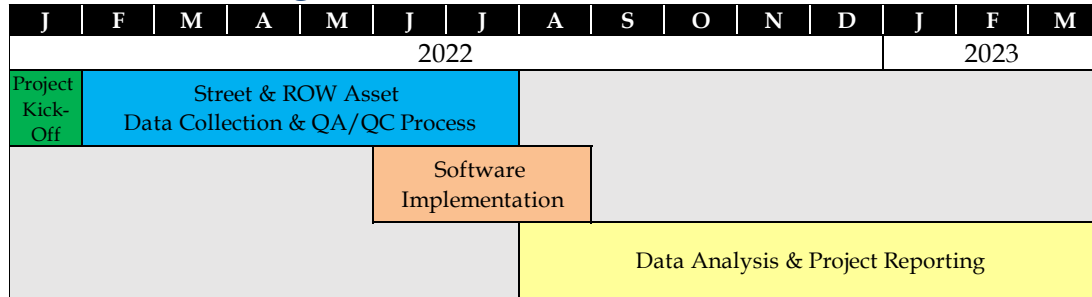 J F M A M J J A S O N D J F M
2022 2023
Project
Kick-
Off
Street & ROW Asset
Data Collection & QA/QC Process
Software
Implementation
Data Analysis & Project Reporting